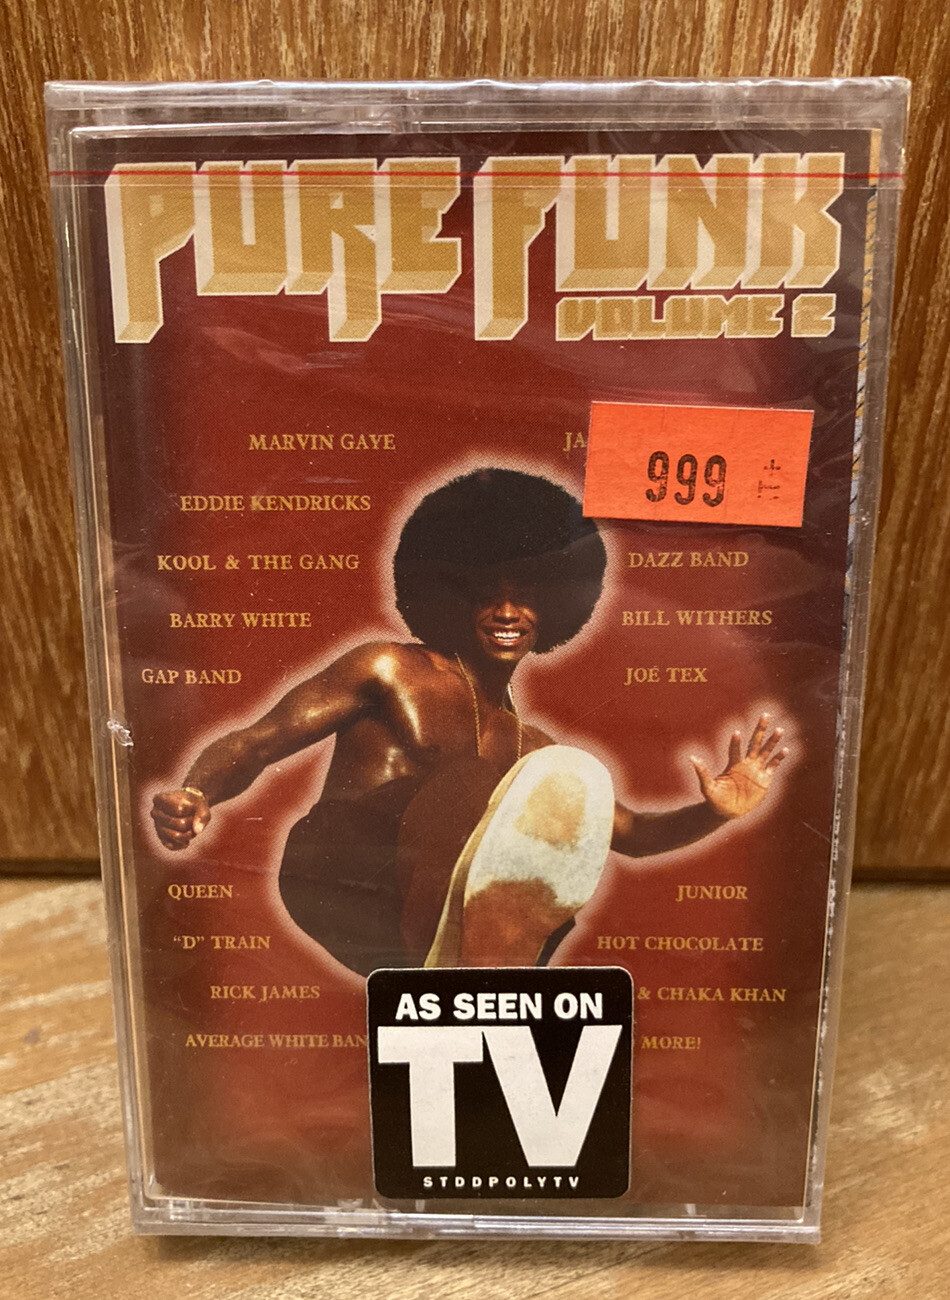 PURE FUNK
VOLUME 2
MARVIN GAYE
JA
999
T+
EDDIE KENDRICKS
KOOL & THE GANG
DAZZ BAND
BARRY WHITE
BILL WITHERS
GAP BAND
JOE TEX
QUEEN
JUNIOR
"D" TRAIN
HOT CHOCOLATE
RICK JAMES
& CHAKA KHAN
AVERAGE WHITE BAN
MORE!
AS SEEN ON
TV
STDDPOLYTV